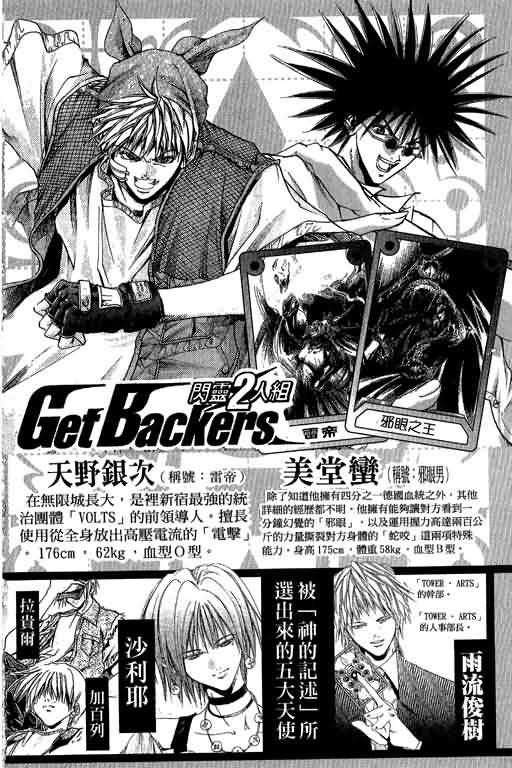 閃靈2人組
Get Backers
雷帝
邪眼之王
天野銀次(稱號：雷帝)
在無限城長大，是裡新宿最強的統
治團體「VOLTS」的前領導人。擅長
使用從全身放出高壓電流的「電擊」
。176cm，62kg，血型O型。
美堂蠻(稱號：邪眼男)
除了知道他擁有四分之一德國血統之外，其他
詳細的經歷都不明。他擁有能夠讓對方看到一
分鐘幻覺的「邪眼」，以及運用握力高達兩百公
斤的力量撕裂對方身體的「蛇咬」這兩項特殊
能力，身高175cm，體重58kg。血型B型。
「TOWER・ARTS」
的幹部。
「TOWER・ARTS」
的人事部長。
雨流俊樹
被「神的記述」所
選出來的五大天使
沙利耶
加百列
拉貴爾